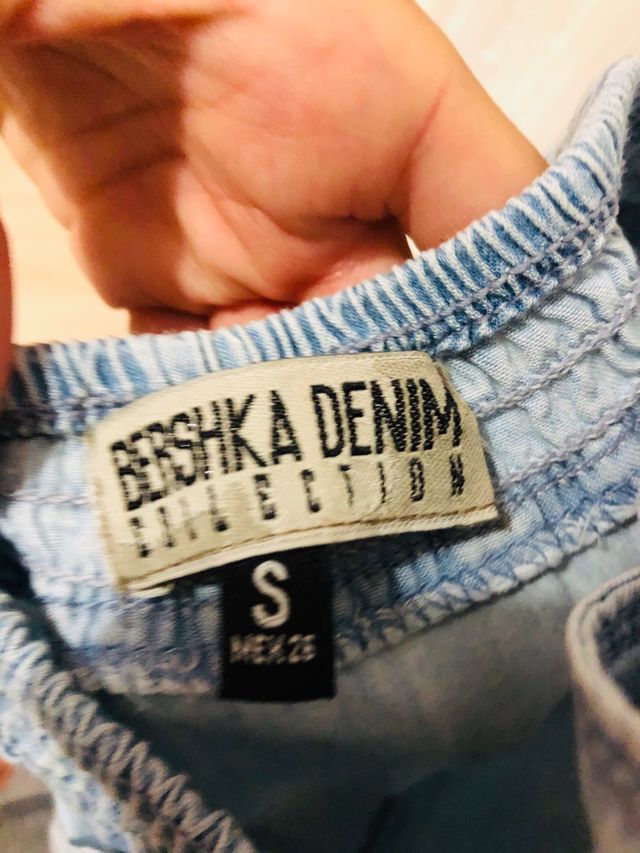 BERSHKA DENIM
COLLECTION
S
MEX 26